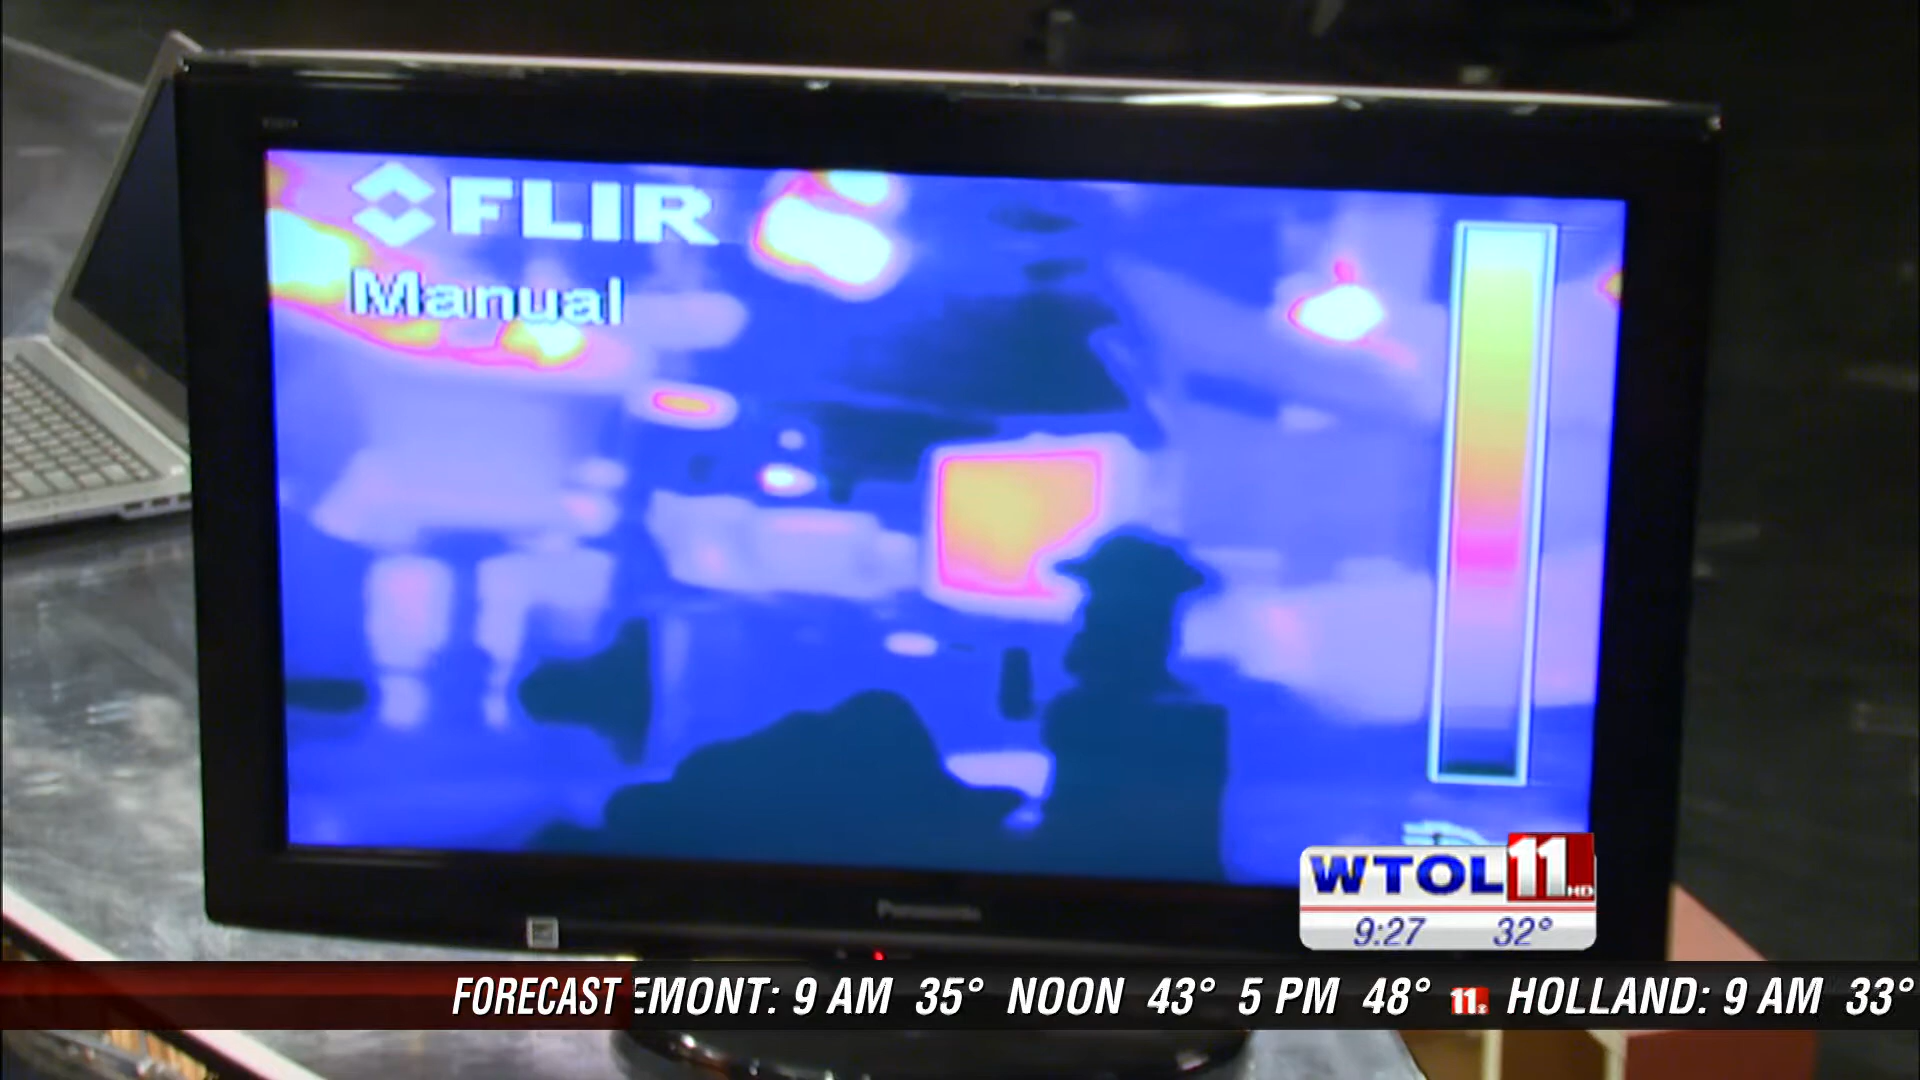 FLIR
Manual
Panasonic
WTOL 11 HD
9:27 32°
FORECAST EMONT: 9 AM 35° NOON 43° 5 PM 48° 11 HOLLAND: 9 AM 33°